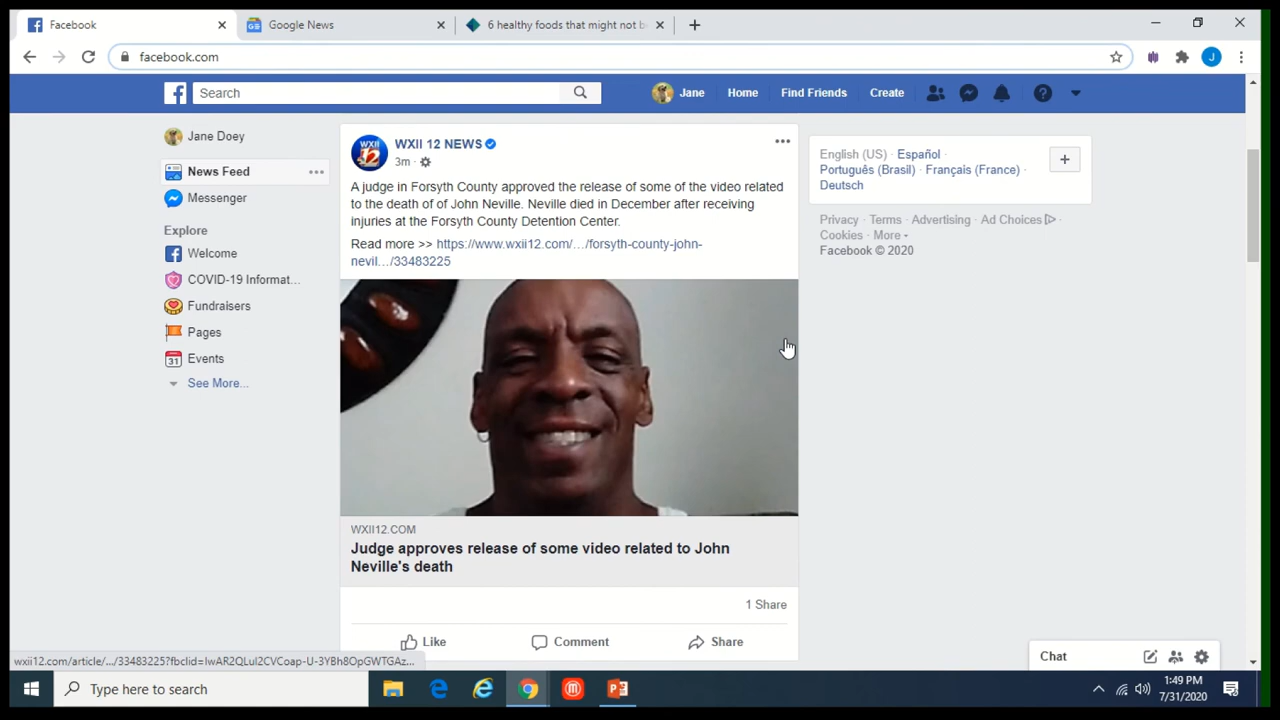 Facebook
Google News
6 healthy foods that might not b
facebook.com
J
Search
Jane
Home
Find Friends
Create
Jane Doey
News Feed
Messenger
Explore
Welcome
COVID-19 Informat...
Fundraisers
Pages
31
Events
See More...
WXII
12
WXII 12 NEWS
3m ·
A judge in Forsyth County approved the release of some of the video related
to the death of of John Neville. Neville died in December after receiving
injuries at the Forsyth County Detention Center.
Read more >> https://www.wxii12.com/…/forsyth-county-john-
nevil…/33483225
WXII12.COM
Judge approves release of some video related to John
Neville's death
1 Share
Like
Comment
Share
English (US) · Español ·
Português (Brasil) · Français (France) ·
Deutsch
Privacy · Terms · Advertising · Ad Choices ·
Cookies · More
Facebook © 2020
Chat
wxii12.com/article/.../33483225?fbclid=IwAR2QLuI2CVCoap-U-3YBh8OpGWTGAz...
Type here to search
1:49 PM
7/31/2020